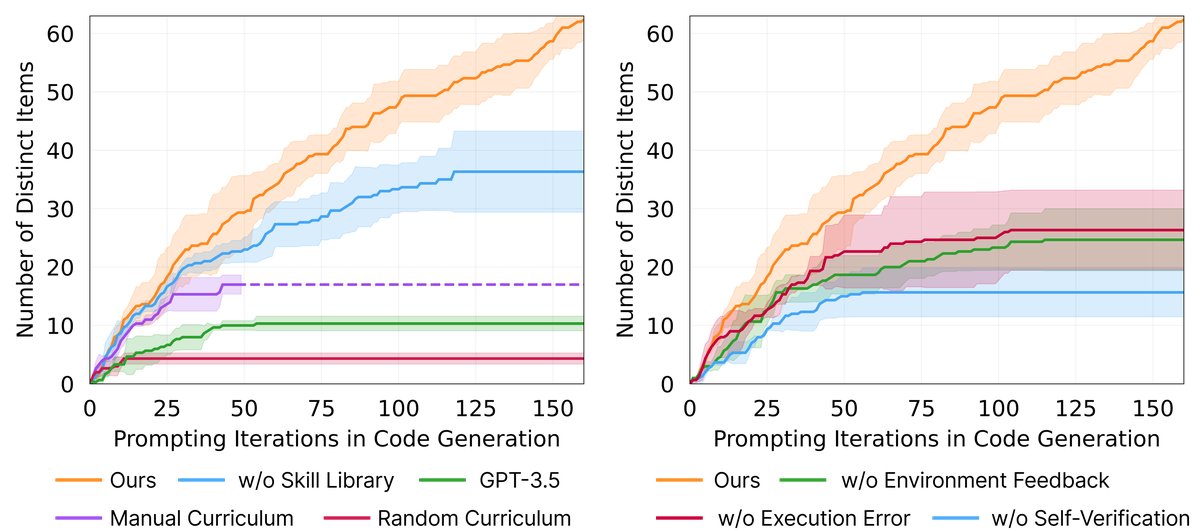 Number of Distinct Items
60
50
40
30
20
10
0
0 25 50 75 100 125 150
Prompting Iterations in Code Generation
Ours w/o Skill Library GPT-3.5
Manual Curriculum Random Curriculum
Number of Distinct Items
60
50
40
30
20
10
0
0 25 50 75 100 125 150
Prompting Iterations in Code Generation
Ours w/o Environment Feedback
w/o Execution Error w/o Self-Verification